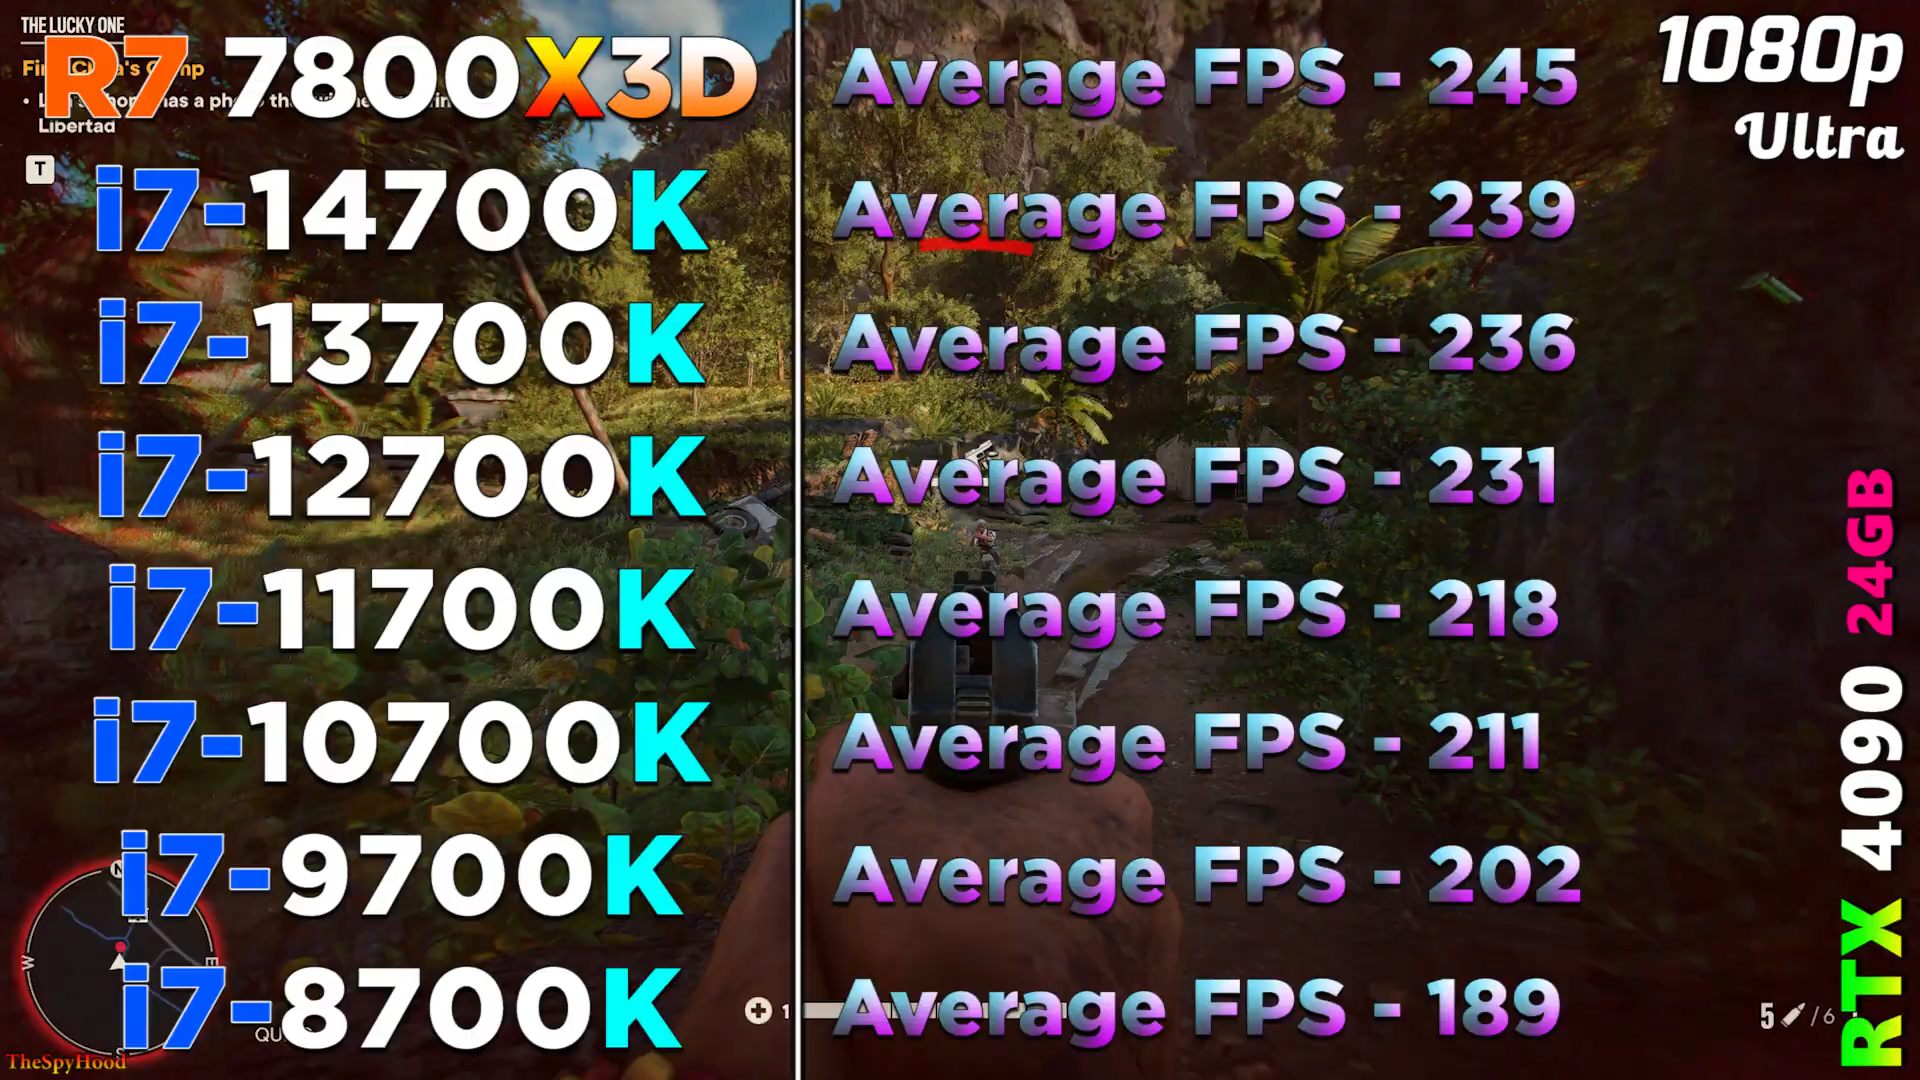 THE LUCKY ONE
R7 7800X3D Average FPS - 245
1080p
Ultra
Libertad
T
i7-14700K Average FPS - 239
i7-13700K Average FPS - 236
i7-12700K Average FPS - 231
i7-11700K Average FPS - 218
i7-10700K Average FPS - 211
i7-9700K Average FPS - 202
i7-8700K Average FPS - 189
RTX 4090 24GB
N
W
E
S
5 / 6
TheSpyHood